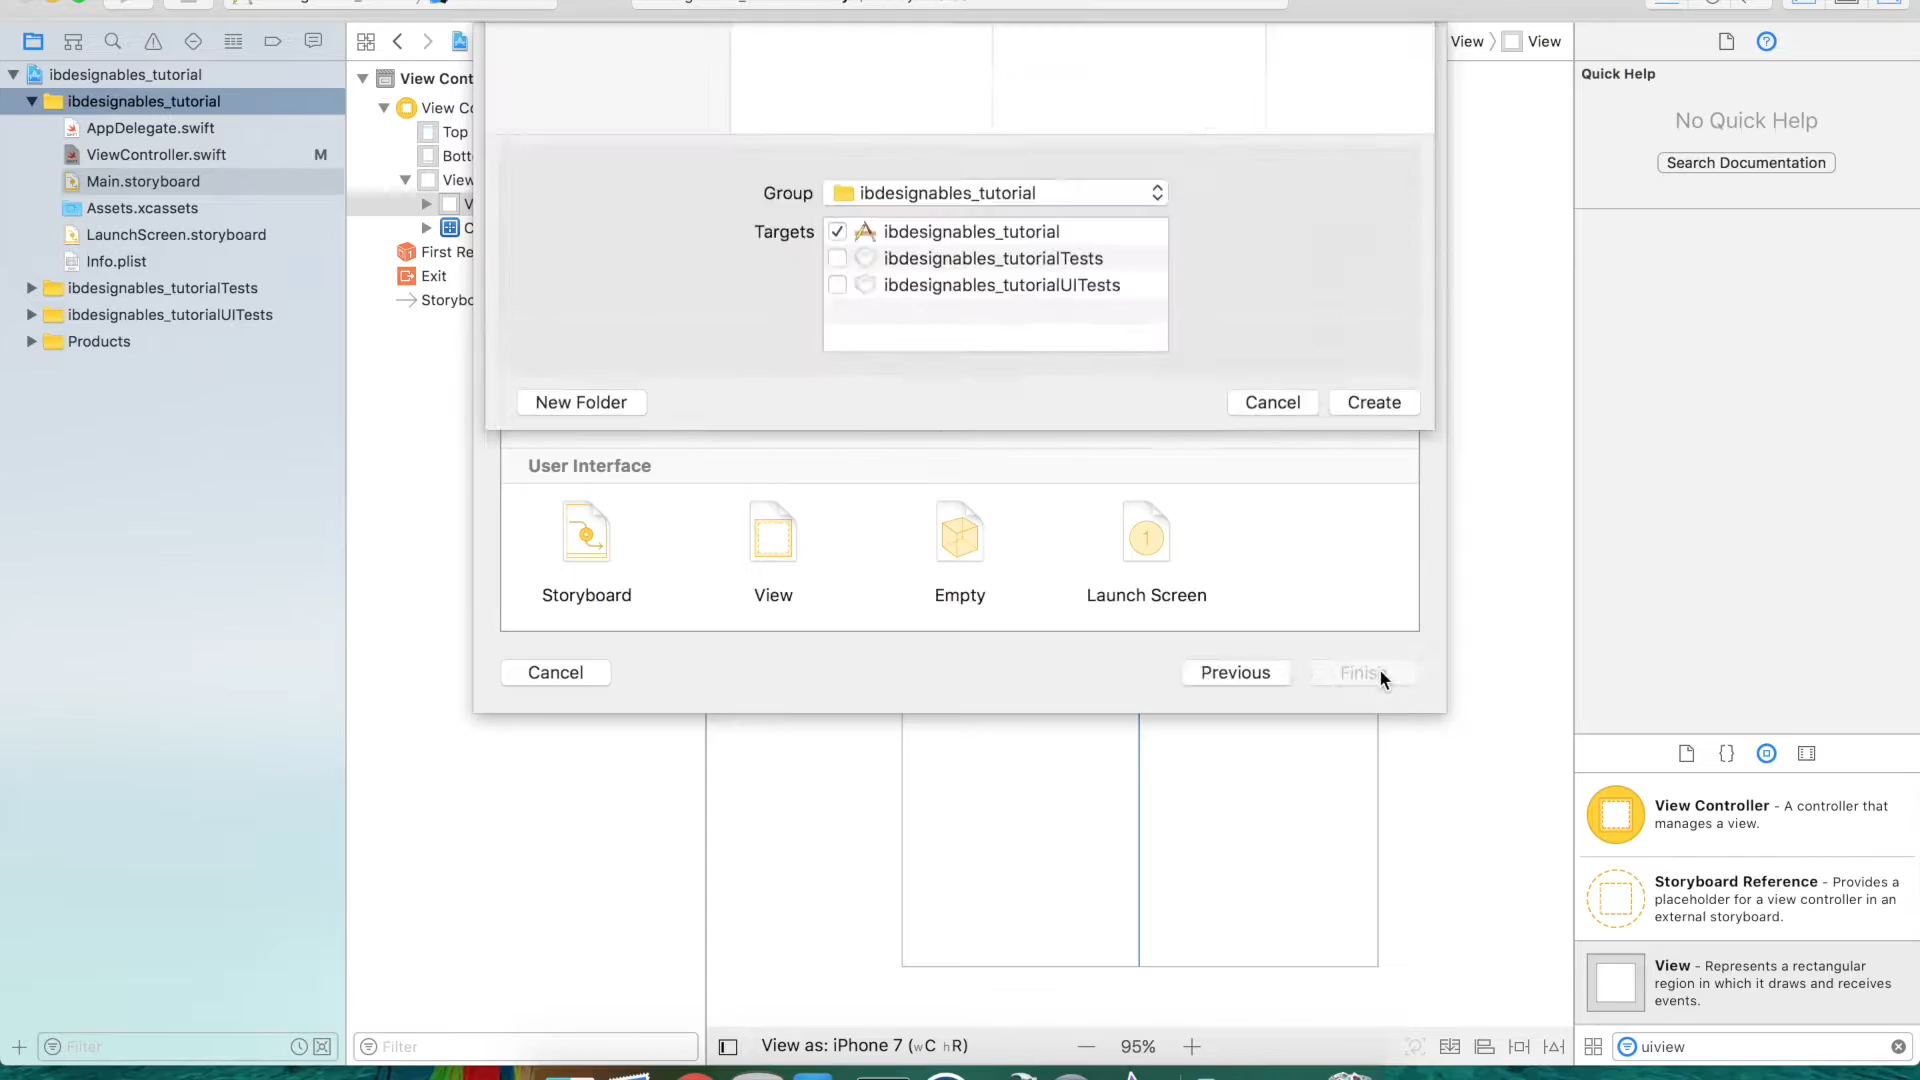 View
View
Quick Help
No Quick Help
Search Documentation
ibdesignables_tutorial
ibdesignables_tutorial
AppDelegate.swift
ViewController.swift
M
Main.storyboard
Assets.xcassets
LaunchScreen.storyboard
Info.plist
ibdesignables_tutorialTests
ibdesignables_tutorialUITests
Products
View Cont
View Co
Top
Bott
View
V
C
First Re
Exit
Storybo
Group
ibdesignables_tutorial
Targets
ibdesignables_tutorial
ibdesignables_tutorialTests
ibdesignables_tutorialUITests
New Folder
Cancel
Create
User Interface
Storyboard
View
Empty
1
Launch Screen
Cancel
Previous
Finis
View Controller - A controller that
manages a view.
Storyboard Reference - Provides a
placeholder for a view controller in an
external storyboard.
View - Represents a rectangular
region in which it draws and receives
events.
Filter
Filter
View as: iPhone 7 (wC hR)
95%
uiview